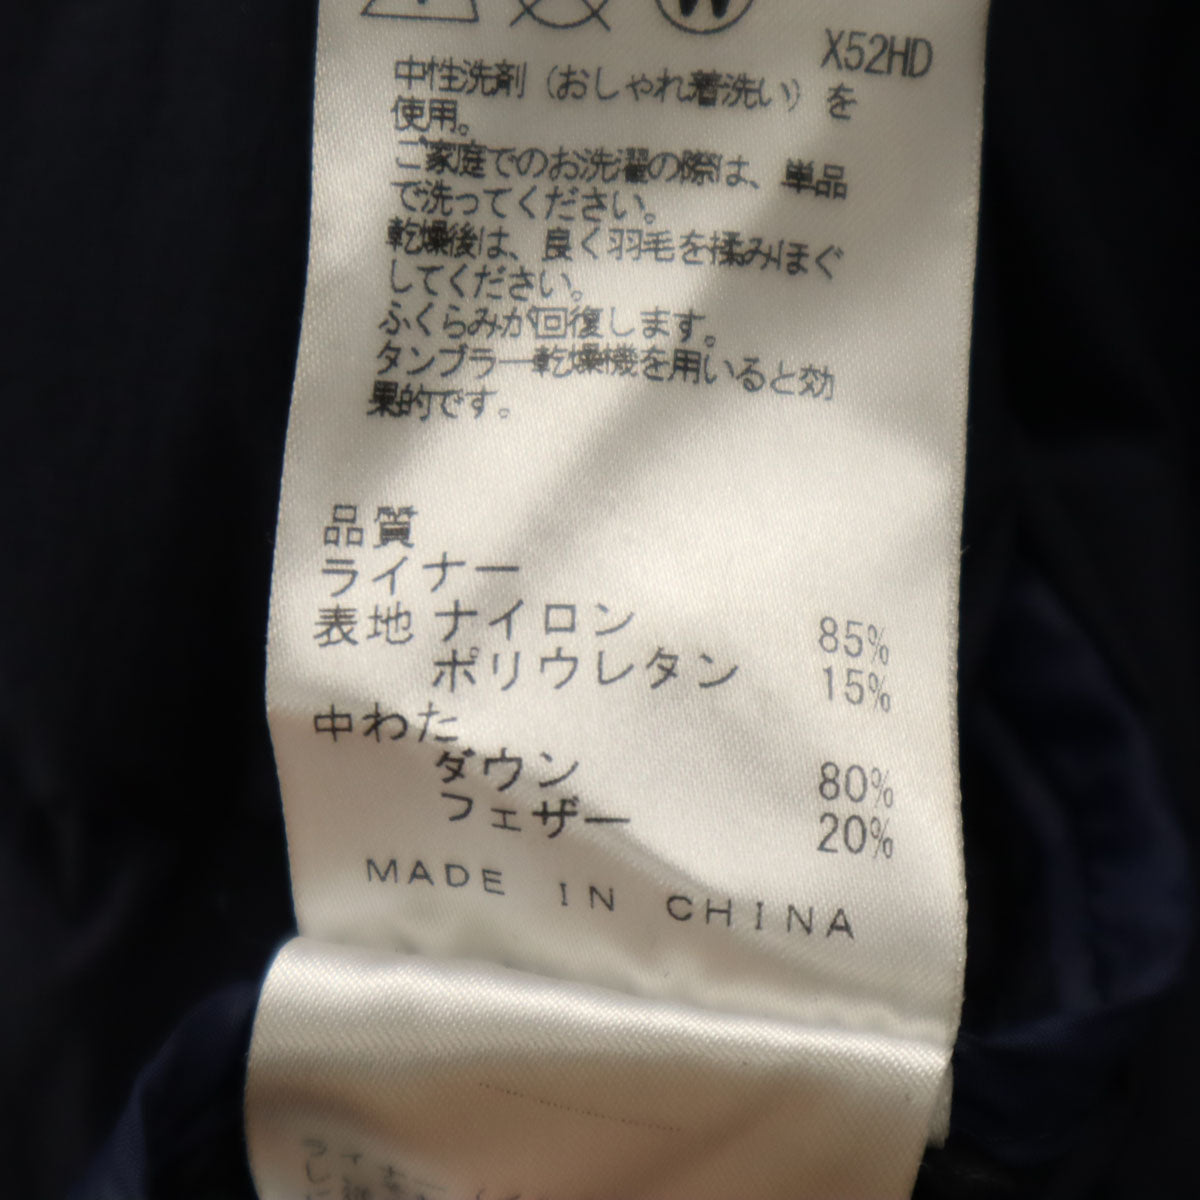 W
X52HD
中性洗剤（おしゃれ着洗い）を
使用。
ご家庭でのお洗濯の際は、単品
で洗ってください。
乾燥後は、良く羽毛を揉みほぐ
してください。
ふくらみが回復します。
タンブラー乾燥機を用いると効
果的です。
品質
ライナー
表地 ナイロン 85%
ポリウレタン 15%
中わた
ダウン 80%
フェザー 20%
MADE IN CHINA